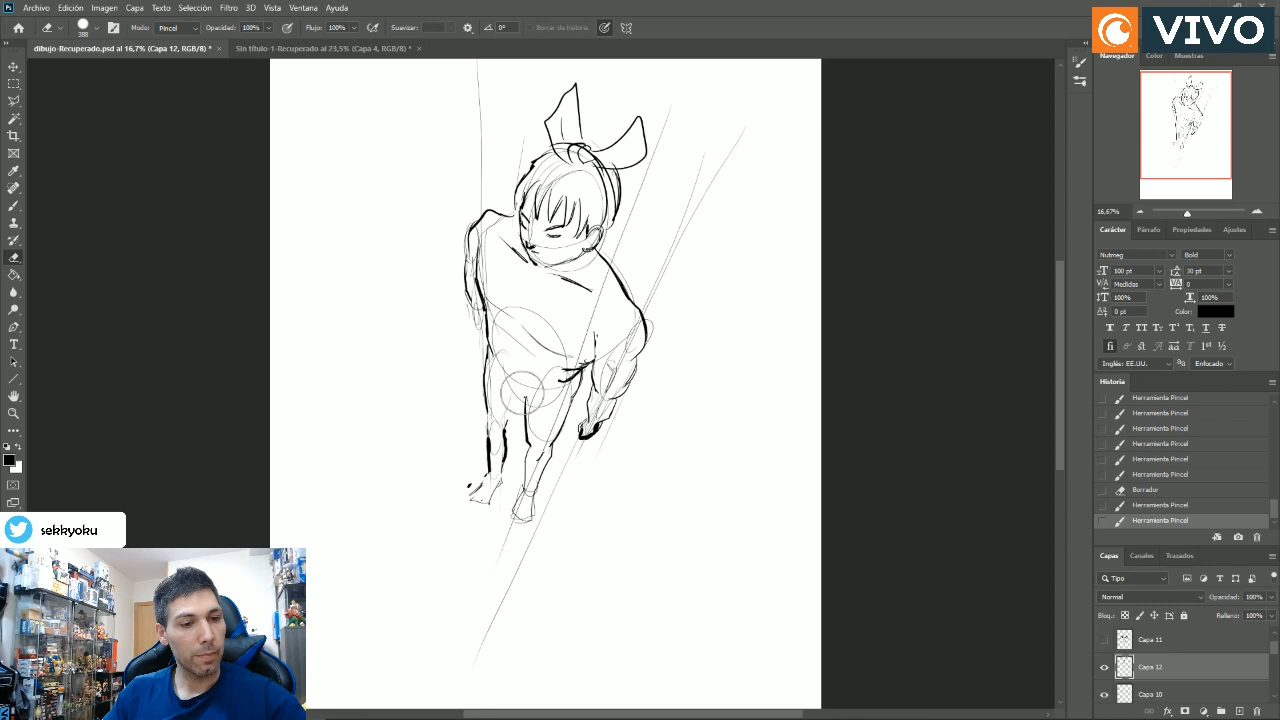 Archivo Edición Imagen Capa Texto Selección Filtro 3D Vista Ventana Ayuda
VIVO
388
Modo: Pincel Opacidad: 100% Flujo: 100% Suavizar: 0° Borrar da historia
dibujo-Recuperado.psd al 16,7% (Capa 12, RGB/8) *
Sin título-1-Recuperado al 23,5% (Capa 4, RGB/8) *
Navegador Color Muestras
16,67%
Carácter Párrafo Propiedades Ajustes
Nutmeg Bold
100 pt 30 pt
Medidas 0
100% 100%
0 pt Color:
Inglés: EE.UU. Enfocado
Historia
Herramienta Pincel
Herramienta Pincel
Herramienta Pincel
Herramienta Pincel
Herramienta Pincel
Herramienta Pincel
Borrador
Herramienta Pincel
Herramienta Pincel
Capas Canales Trazados
Tipo
Normal Opacidad: 100%
Bloq.: Relleno: 100%
Capa 11
Capa 12
Capa 10
sekkyoku